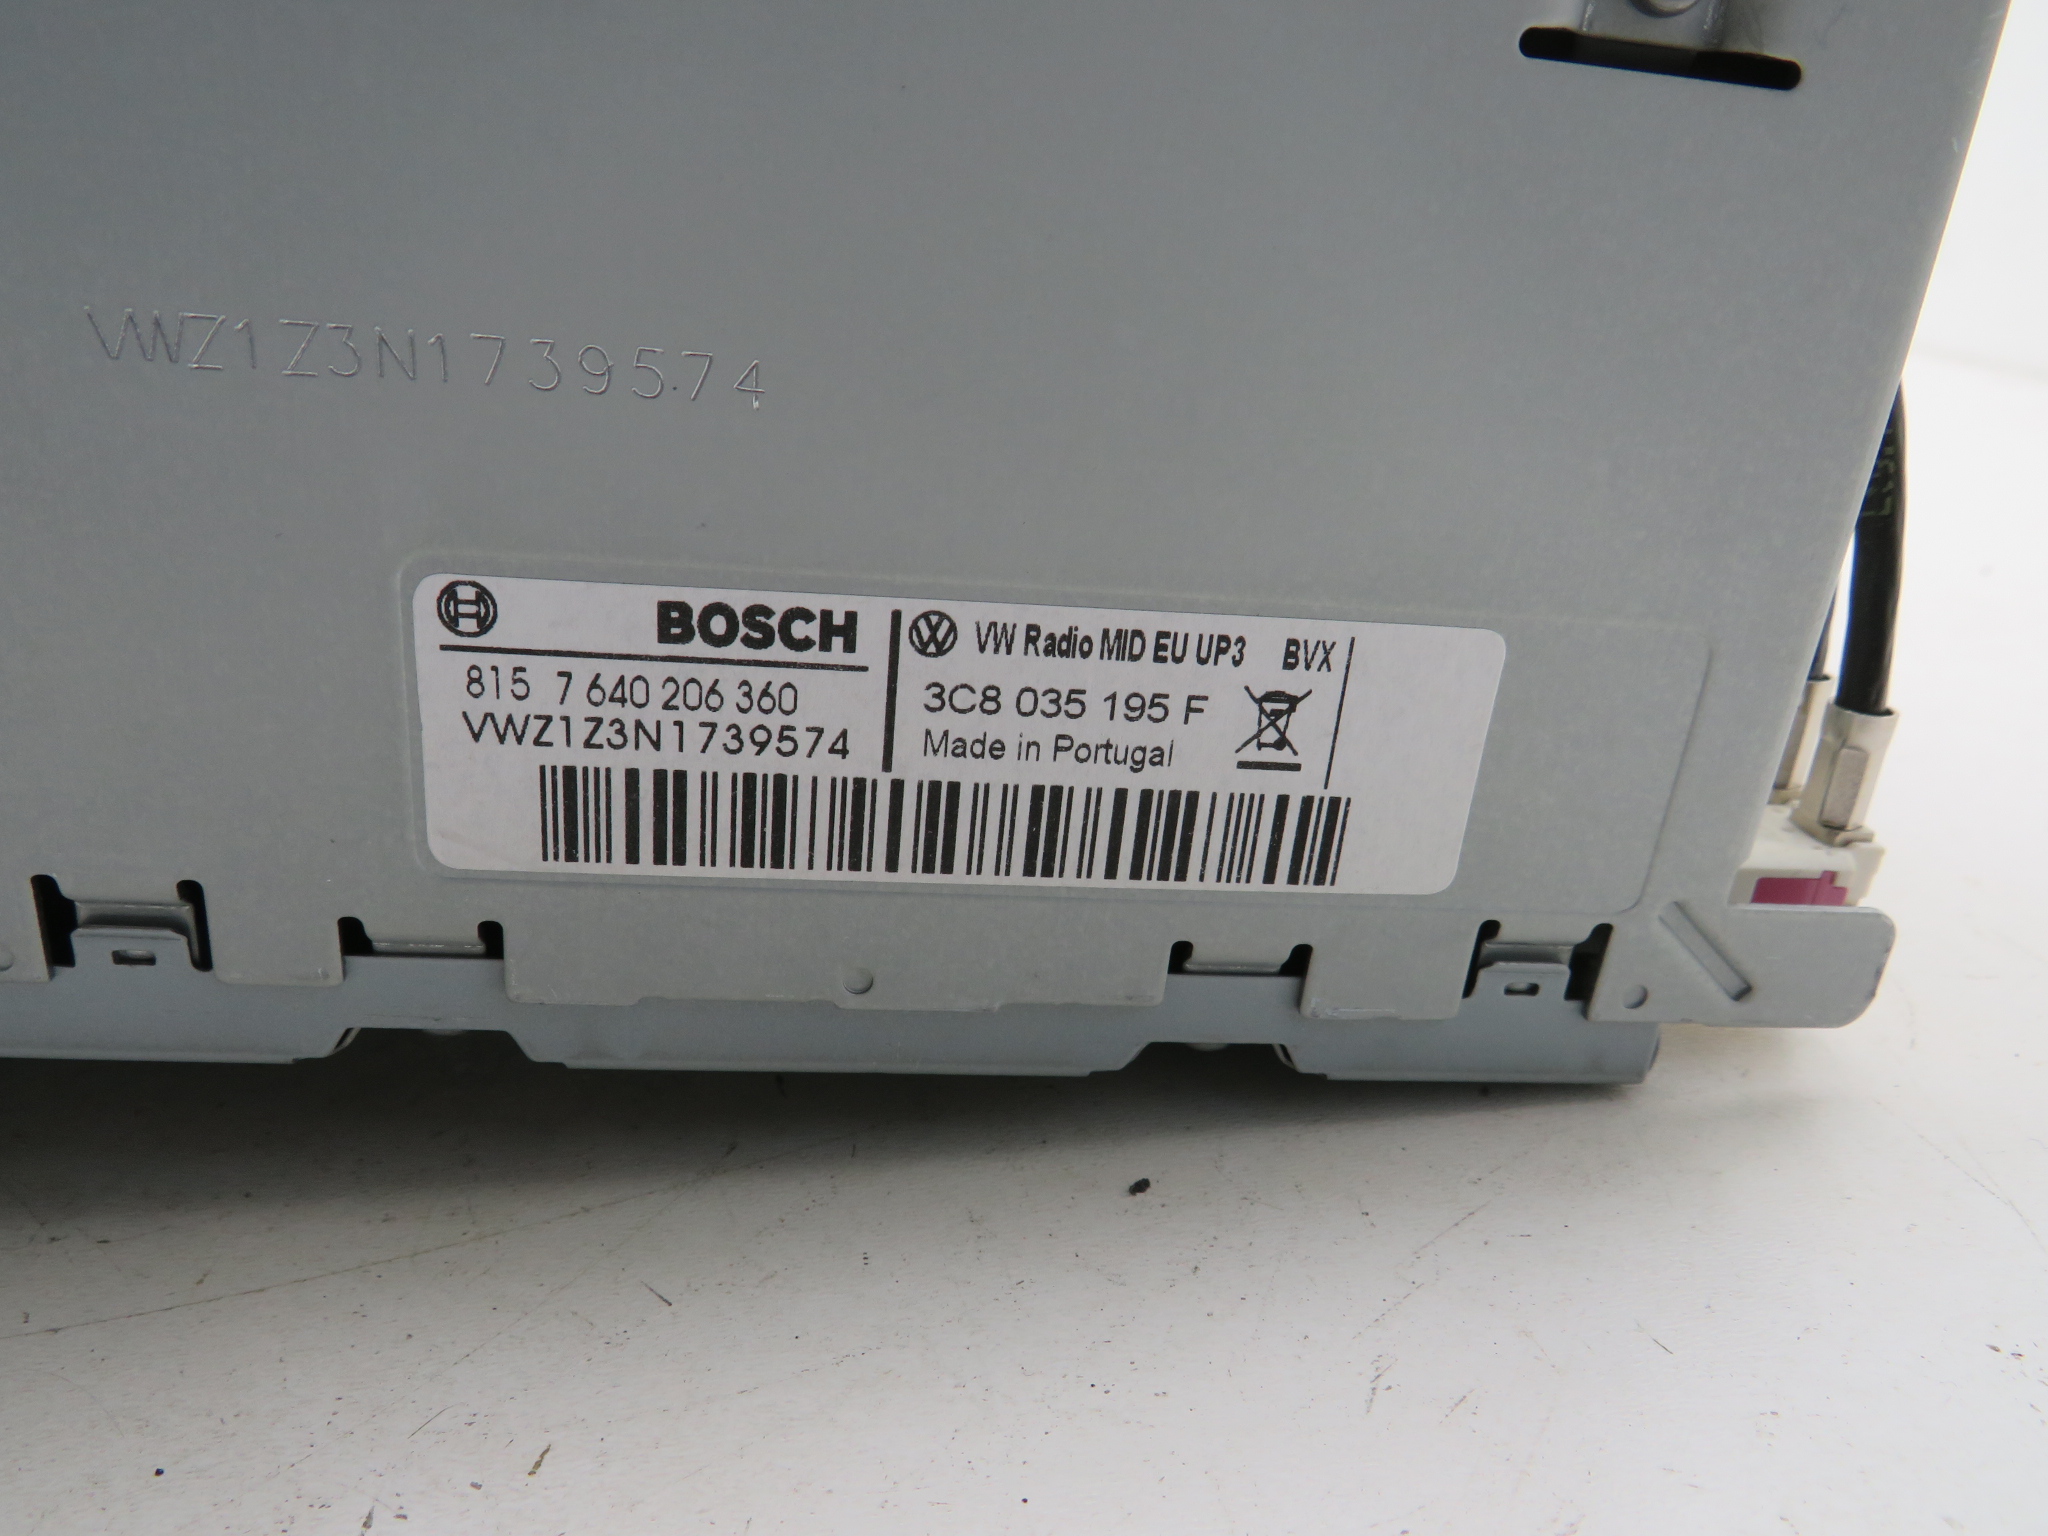 VWZ1Z3N1739574
BOSCH
815 7 640 206 360
VWZ1Z3N1739574
VW Radio MID EU UP3 BVX
3C8 035 195 F
Made in Portugal